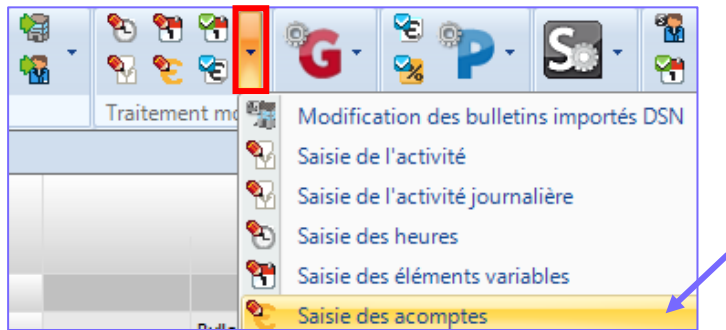 G
P
S
Traitement mo
Modification des bulletins importés DSN
Saisie de l'activité
Saisie de l'activité journalière
Saisie des heures
Saisie des éléments variables
Saisie des acomptes